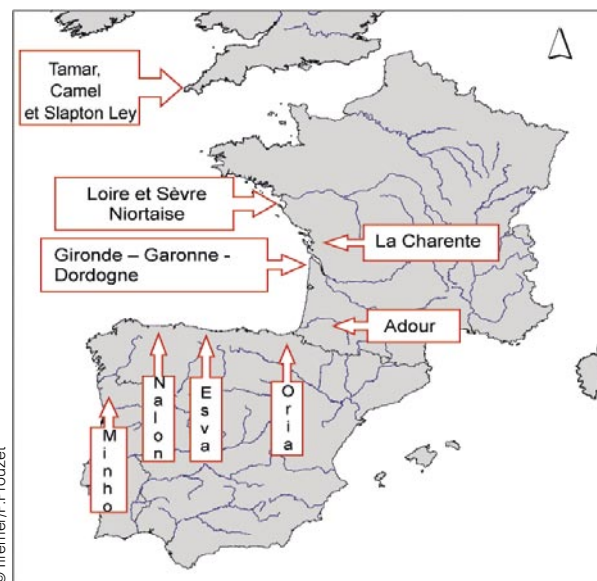 Tamar,
Camel
et Slapton Ley
Loire et Sèvre
Niortaise
La Charente
Gironde – Garonne -
Dordogne
Adour
Nalon
Esva
Oria
Minho